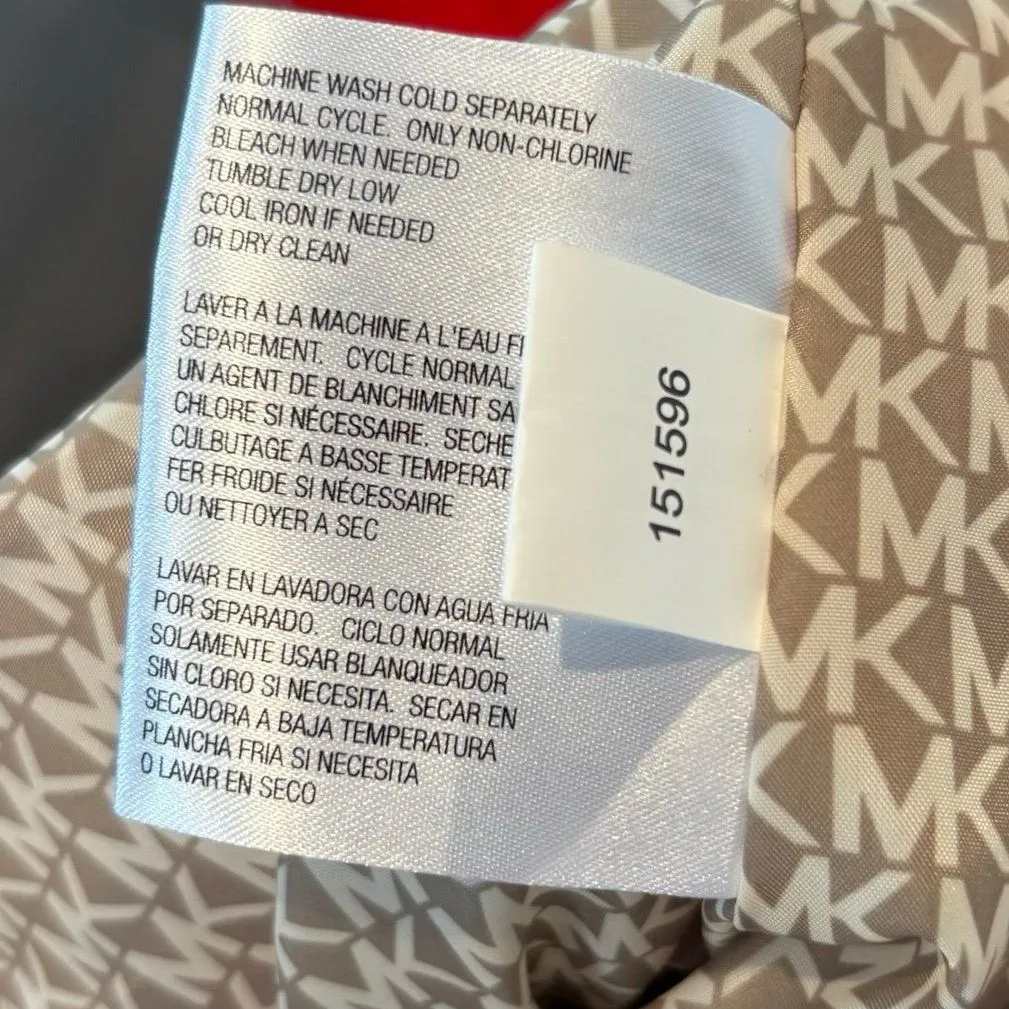 MACHINE WASH COLD SEPARATELY
NORMAL CYCLE. ONLY NON-CHLORINE
BLEACH WHEN NEEDED
TUMBLE DRY LOW
COOL IRON IF NEEDED
OR DRY CLEAN
LAVER A LA MACHINE A L'EAU
SEPAREMENT. CYCLE NORMAL
UN AGENT DE BLANCHIMENT
CHLORE SI NÉCESSAIRE.
CULBUTAGE A BASSE
FER FROIDE SI NÉCESSAIRE
OU NETTOYER A SEC
LAVAR EN LAVADORA CON AGUA FRIA
POR SEPARADO. CICLO NORMAL
SOLAMENTE USAR BLANQUEADOR
SIN CLORO SI NECESITA. SECAR EN
SECADORA A BAJA TEMPERATURA
PLANCHA FRIA SI NECESITA
O LAVAR EN SECO
151596
MK